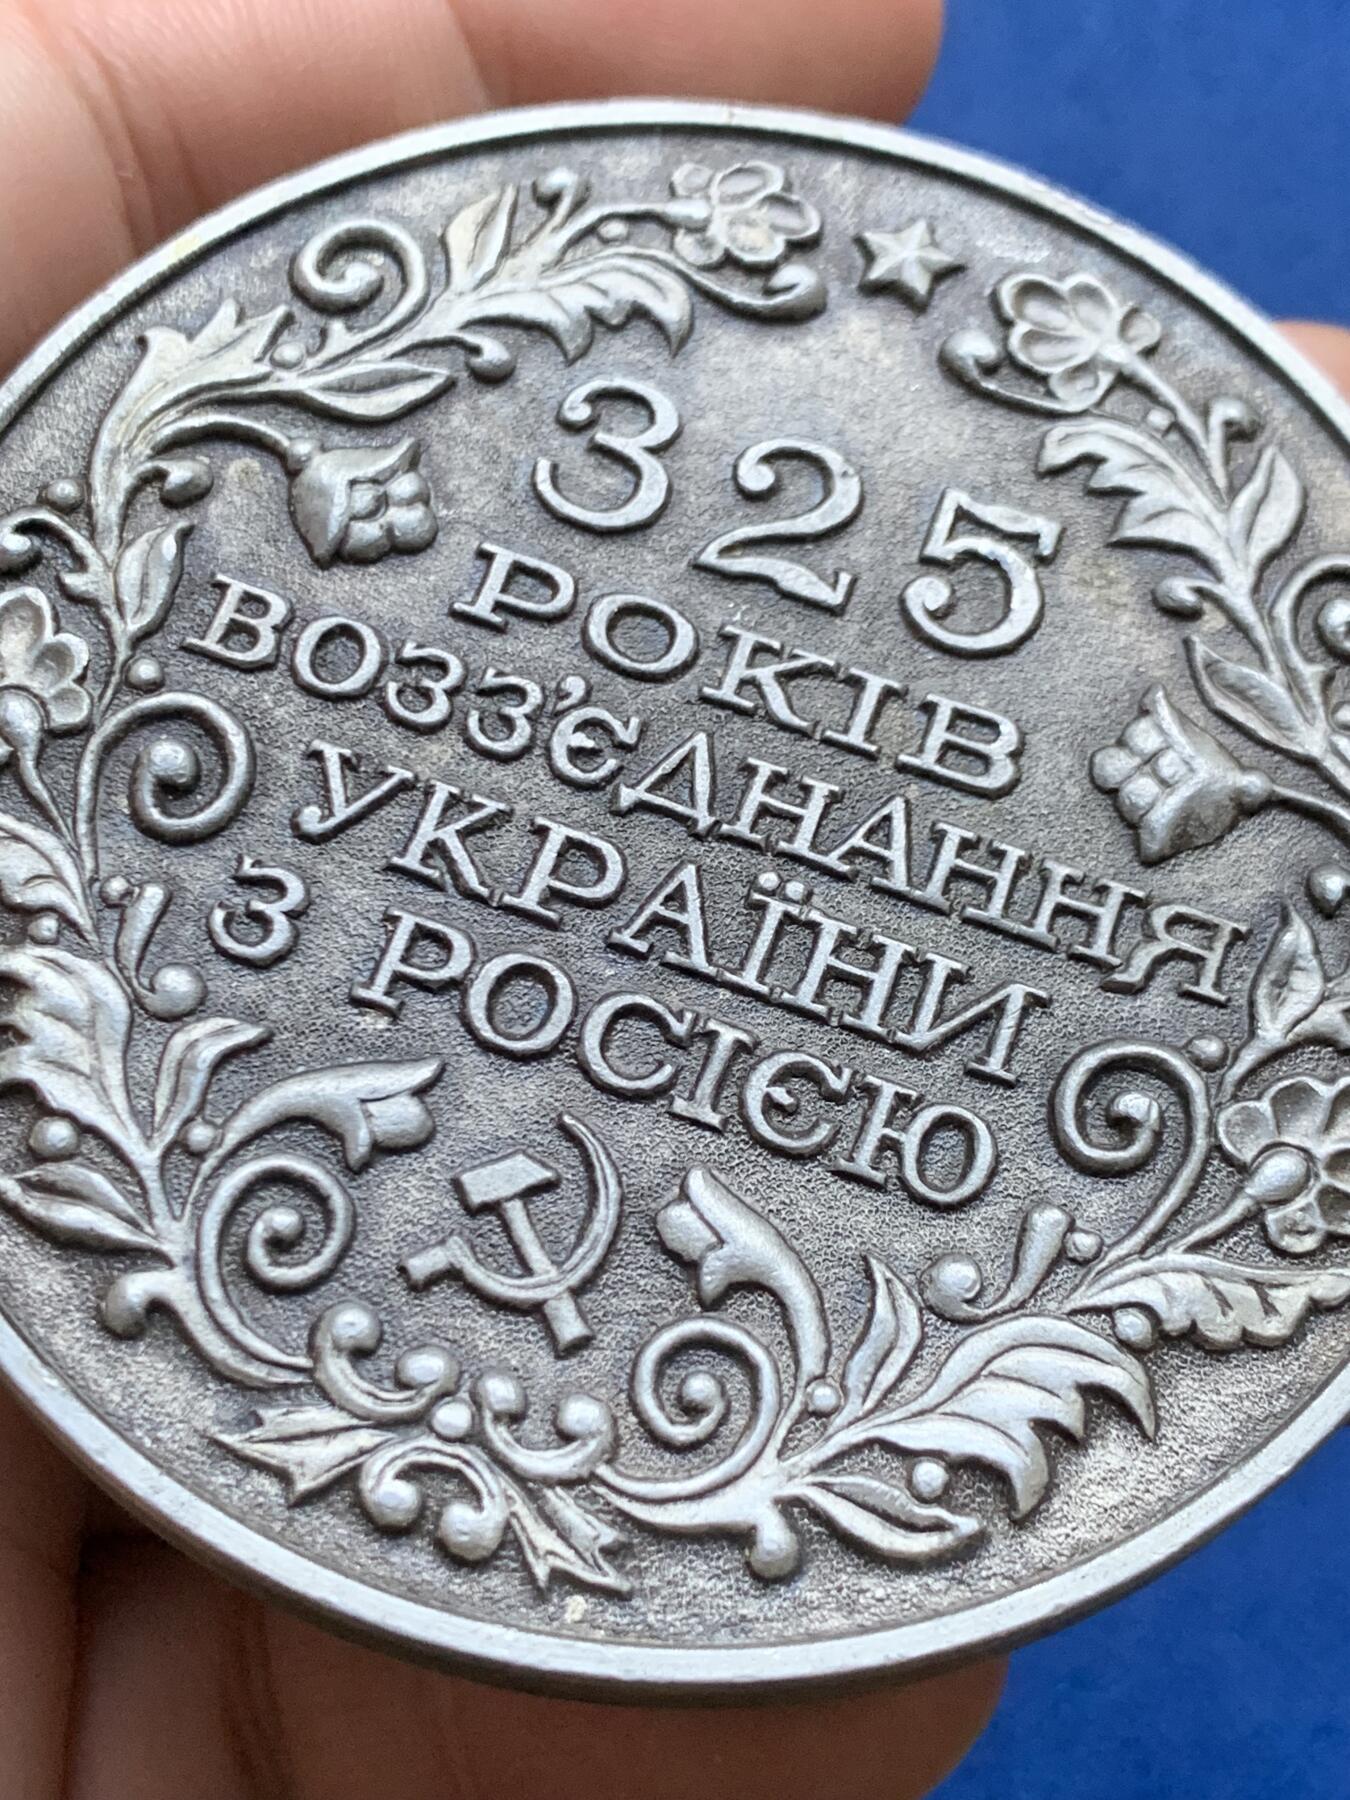 325
РОКІВ
ВОЗЗ'ЄДНАННЯ
УКРАЇНИ
З РОСІЄЮ